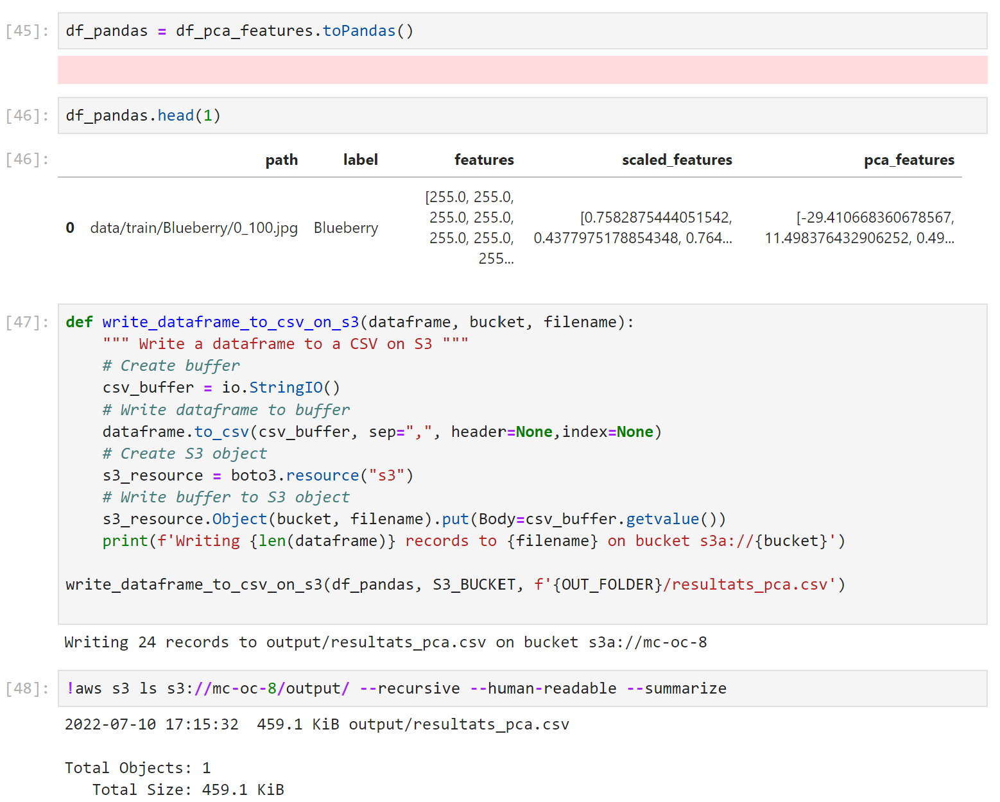 [45]: df_pandas = df_pca_features.toPandas()
[46]: df_pandas.head(1)
[46]: path label features scaled_features pca_features
0 data/train/Blueberry/0_100.jpg Blueberry [255.0, 255.0, 255.0, 255.0, 255.0, 255.0, 255... [0.7582875444051542, 0.4377975178854348, 0.764... [-29.410668360678567, 11.498376432906252, 0.49...
[47]: def write_dataframe_to_csv_on_s3(dataframe, bucket, filename):
    """ Write a dataframe to a CSV on S3 """
    # Create buffer
    csv_buffer = io.StringIO()
    # Write dataframe to buffer
    dataframe.to_csv(csv_buffer, sep=",", header=None,index=None)
    # Create S3 object
    s3_resource = boto3.resource("s3")
    # Write buffer to S3 object
    s3_resource.Object(bucket, filename).put(Body=csv_buffer.getvalue())
    print(f'Writing {len(dataframe)} records to {filename} on bucket s3a://{bucket}')
write_dataframe_to_csv_on_s3(df_pandas, S3_BUCKET, f'{OUT_FOLDER}/resultats_pca.csv')
Writing 24 records to output/resultats_pca.csv on bucket s3a://mc-oc-8
[48]: !aws s3 ls s3://mc-oc-8/output/ --recursive --human-readable --summarize
2022-07-10 17:15:32  459.1 KiB output/resultats_pca.csv
Total Objects: 1
   Total Size: 459.1 KiB